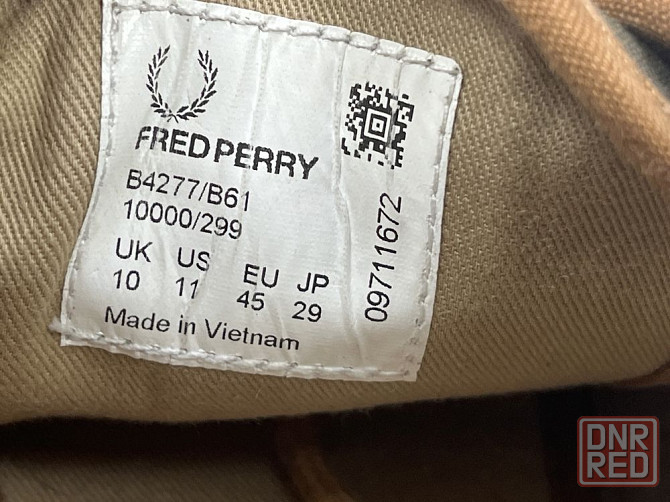 FRED PERRY
B4277/B61
10000/299
UK US EU JP
10 11 45 29
Made in Vietnam
09711672
DNR
RED